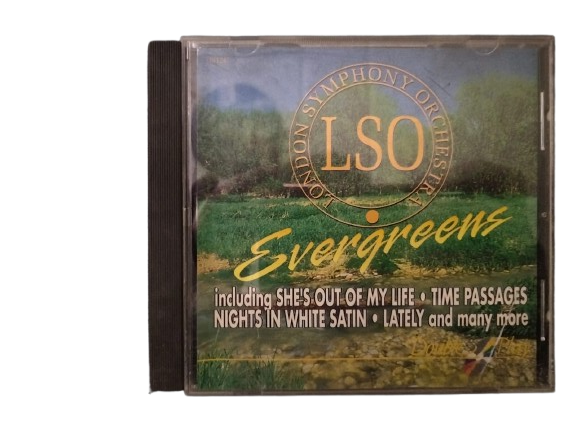 LONDON SYMPHONY ORCHESTRA
LSO
Evergreens
including SHE'S OUT OF MY LIFE • TIME PASSAGES
NIGHTS IN WHITE SATIN • LATELY and many more